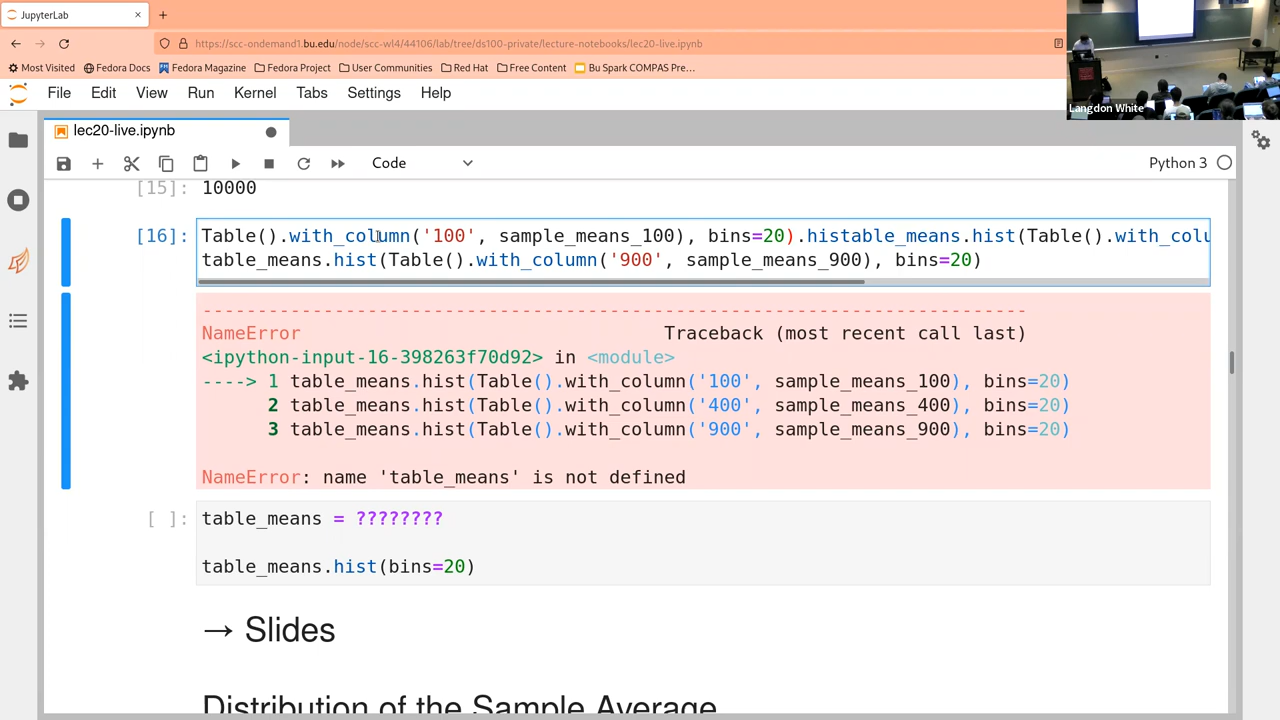 JupyterLab
https://scc-ondemand1.bu.edu/node/scc-wl4/44106/lab/tree/ds100-private/lecture-notebooks/lec20-live.ipynb
Most Visited Fedora Docs Fedora Magazine Fedora Project User Communities Red Hat Free Content Bu Spark COMPAS Pre…
Langdon White
File Edit View Run Kernel Tabs Settings Help
lec20-live.ipynb
Code Python 3
[15]: 10000
[16]: Table().with_column('100', sample_means_100), bins=20).histable_means.hist(Table().with_colu
table_means.hist(Table().with_column('900', sample_means_900), bins=20)
---------------------------------------------------------------------------
NameError Traceback (most recent call last)
<ipython-input-16-398263f70d92> in <module>
----> 1 table_means.hist(Table().with_column('100', sample_means_100), bins=20)
2 table_means.hist(Table().with_column('400', sample_means_400), bins=20)
3 table_means.hist(Table().with_column('900', sample_means_900), bins=20)
NameError: name 'table_means' is not defined
[ ]: table_means = ????????
table_means.hist(bins=20)
→ Slides
Distribution of the Sample Average